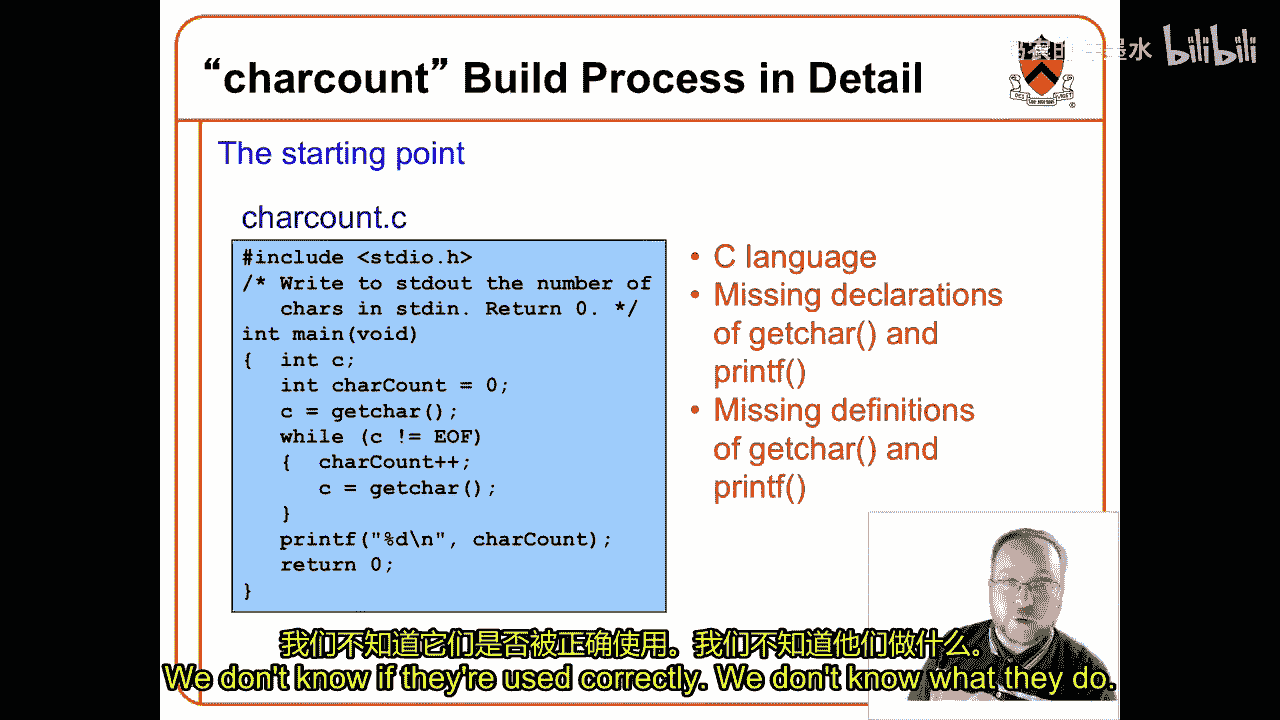 “charcount” Build Process in Detail
bilibili
The starting point
charcount.c
#include <stdio.h>
/* Write to stdout the number of
chars in stdin. Return 0. */
int main(void)
{ int c;
int charCount = 0;
c = getchar();
while (c != EOF)
{ charCount++;
c = getchar();
}
printf("%d\n", charCount);
return 0;
}
• C language
• Missing declarations
of getchar() and
printf()
• Missing definitions
of getchar() and
printf()
我们不知道它们是否被正确使用。我们不知道他们做什么。
We don't know if they're used correctly. We don't know what they do.